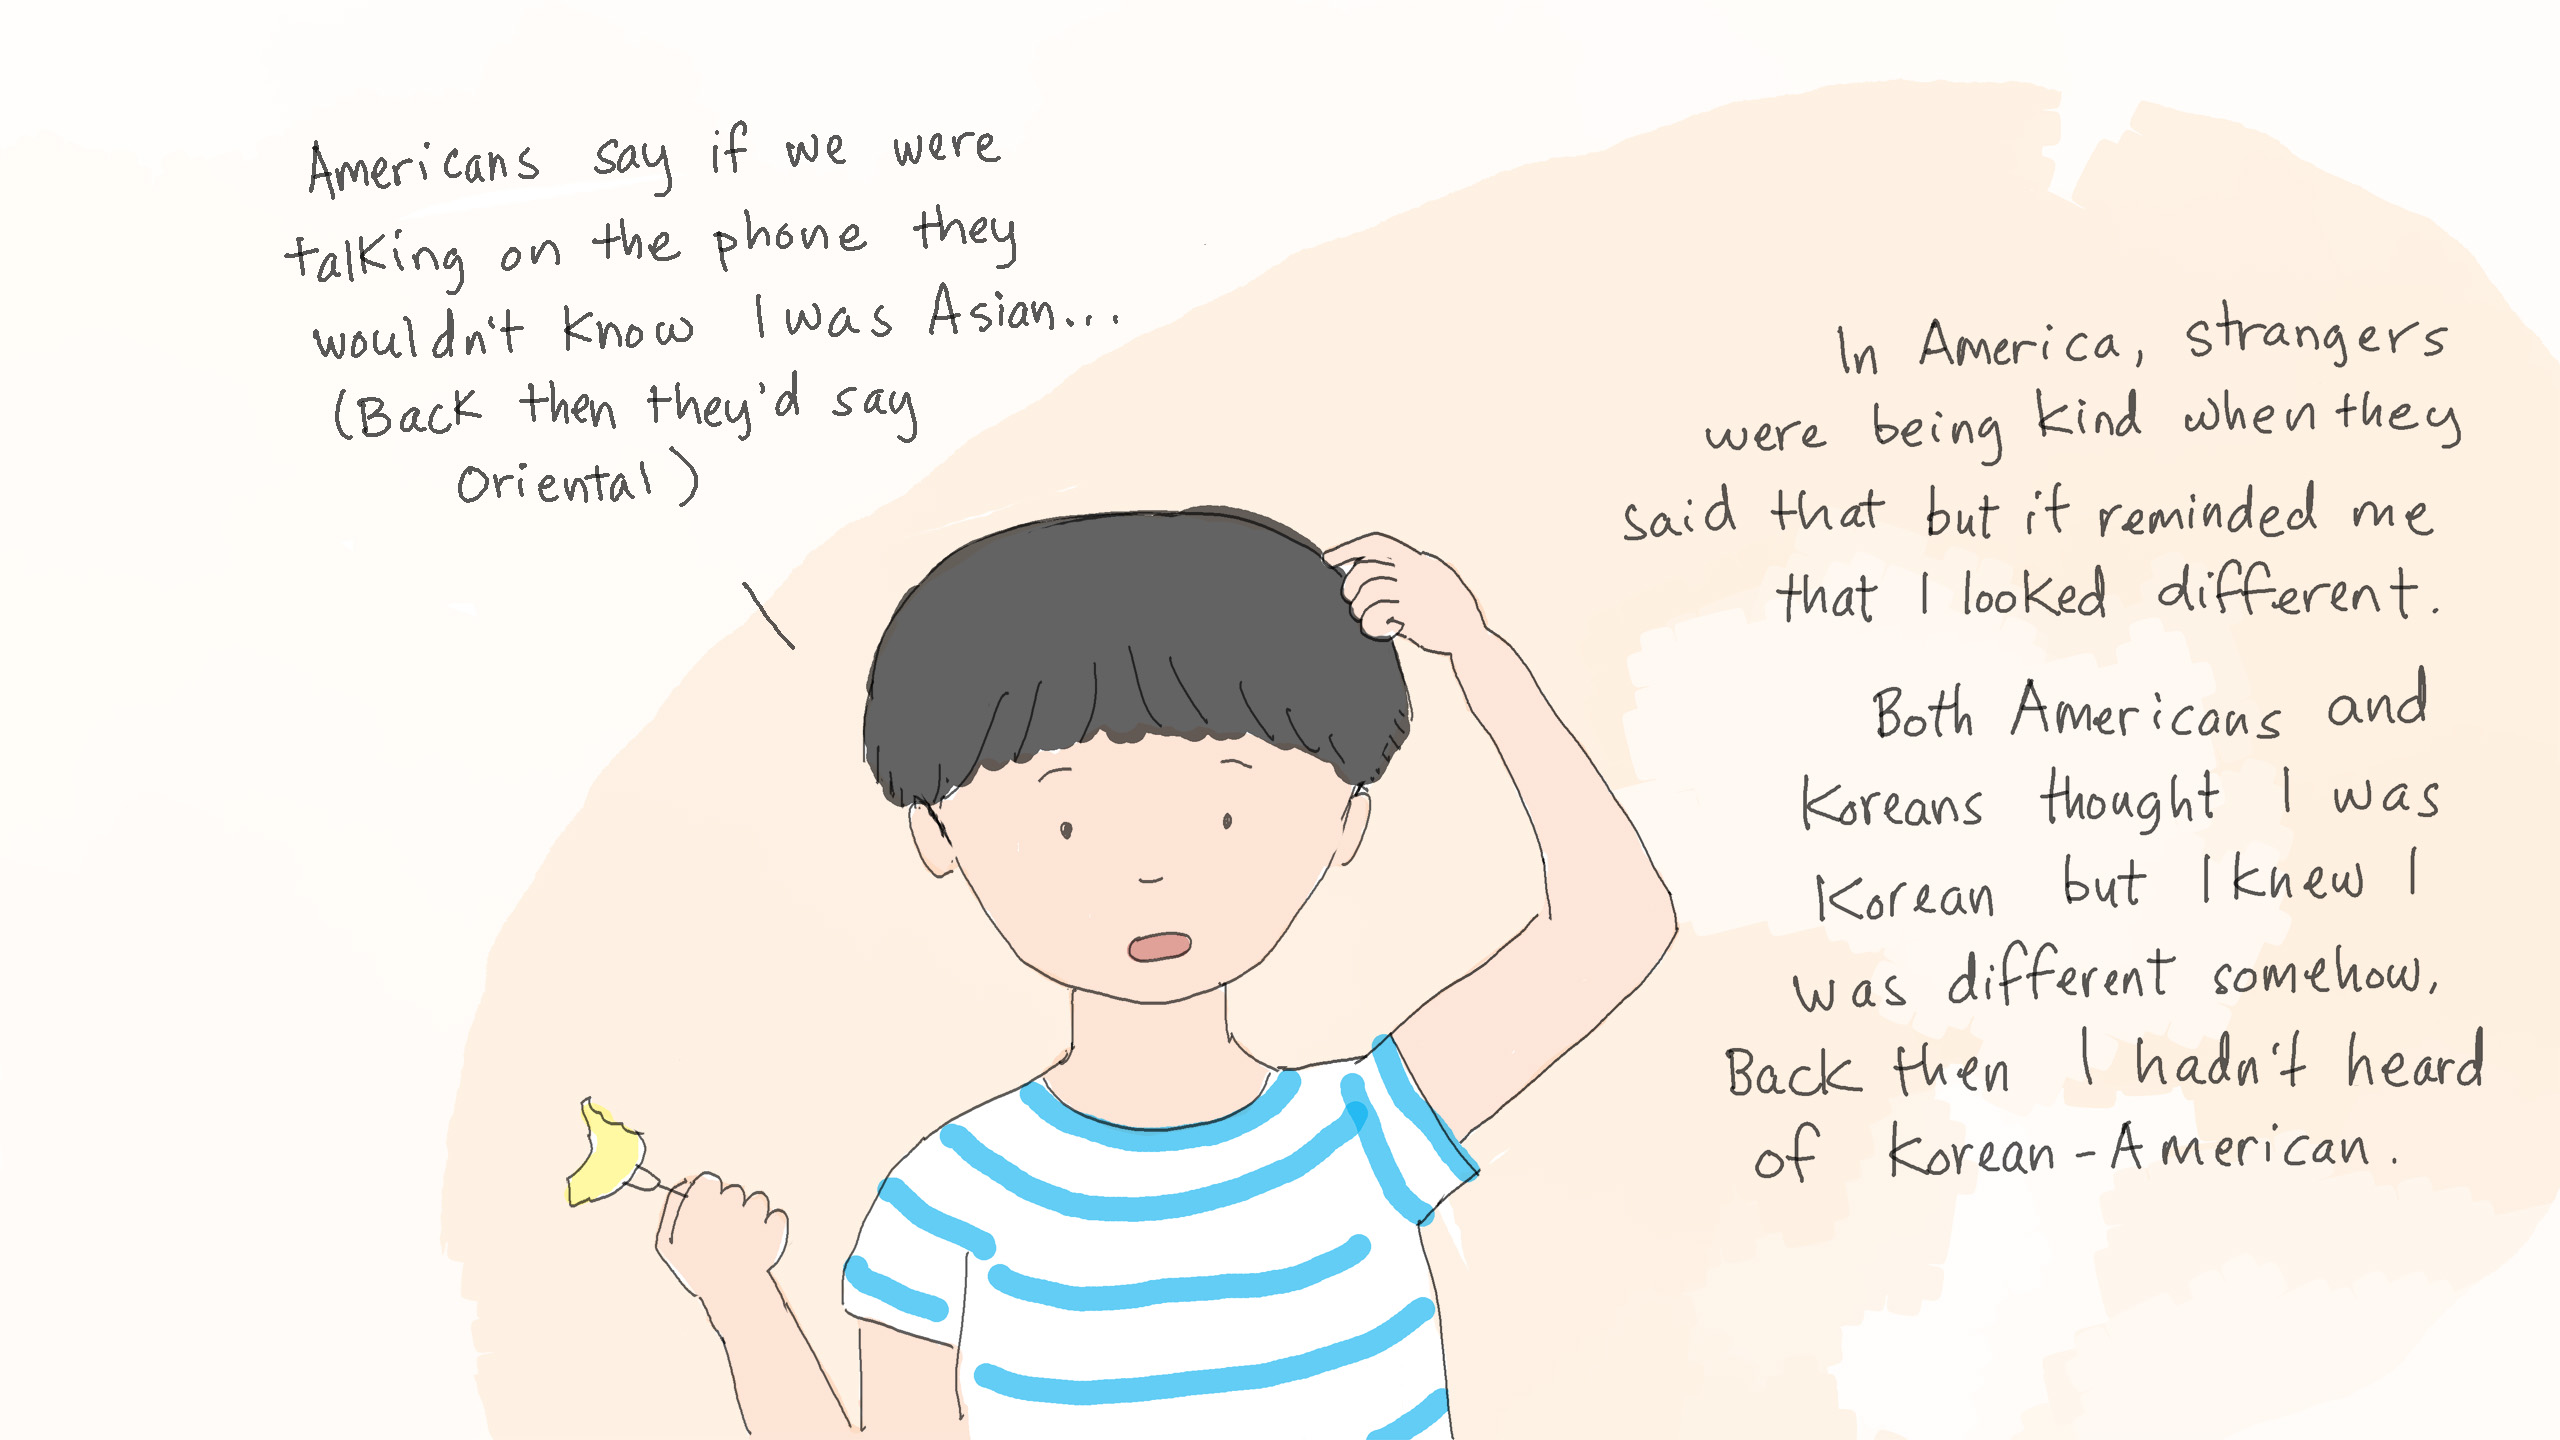 Americans say if we were
talking on the phone they
wouldn't know I was Asian...
(Back then they'd say
Oriental)
In America, strangers
were being kind when they
said that but it reminded me
that I looked different.
Both Americans and
Koreans thought I was
Korean but I knew I
was different somehow.
Back then I hadn't heard
of Korean-American.